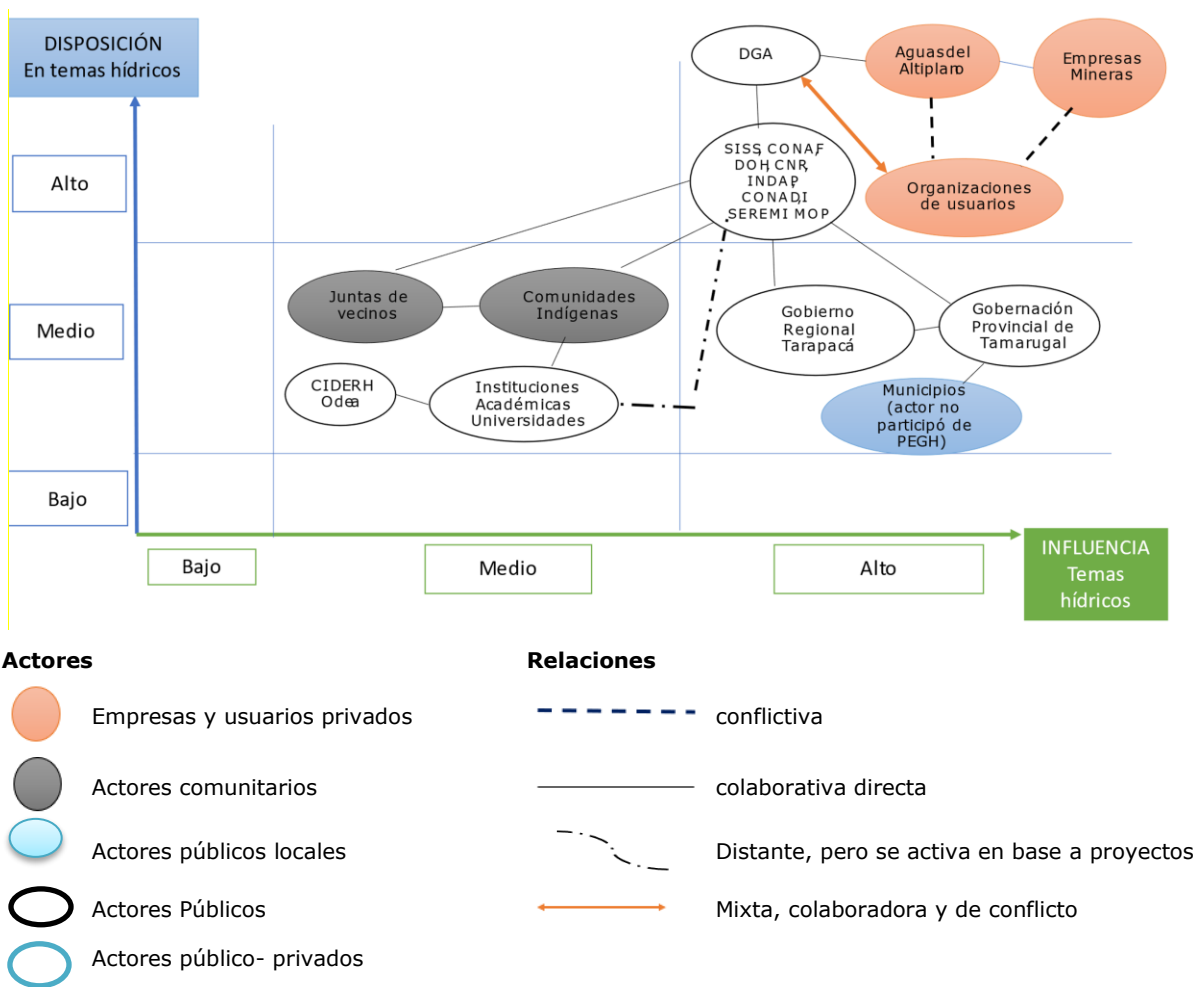 DISPOSICIÓN
En temas hídricos
DGA
Aguasdel
Altiplano
Empresas
Mineras
Alto
SISS, CONAF,
DOH, CNR,
INDAP,
CONADI
SEREMI MOP
Organizaciones
de usuarios
Medio
Juntas de
vecinos
Comunidades
Indígenas
Gobierno
Regional
Tarapacá
Gobernación
Provincial de
Tamarugal
CIDERH
Odea
Instituciones
Académicas
Universidades
Municipios
(actor no
participó de
PEGH)
Bajo
Bajo
Medio
Alto
INFLUENCIA
Temas
hídricos
Actores
Relaciones
Empresas y usuarios privados
conflictiva
Actores comunitarios
colaborativa directa
Actores públicos locales
Distante, pero se activa en base a proyectos
Actores Públicos
Mixta, colaboradora y de conflicto
Actores público- privados